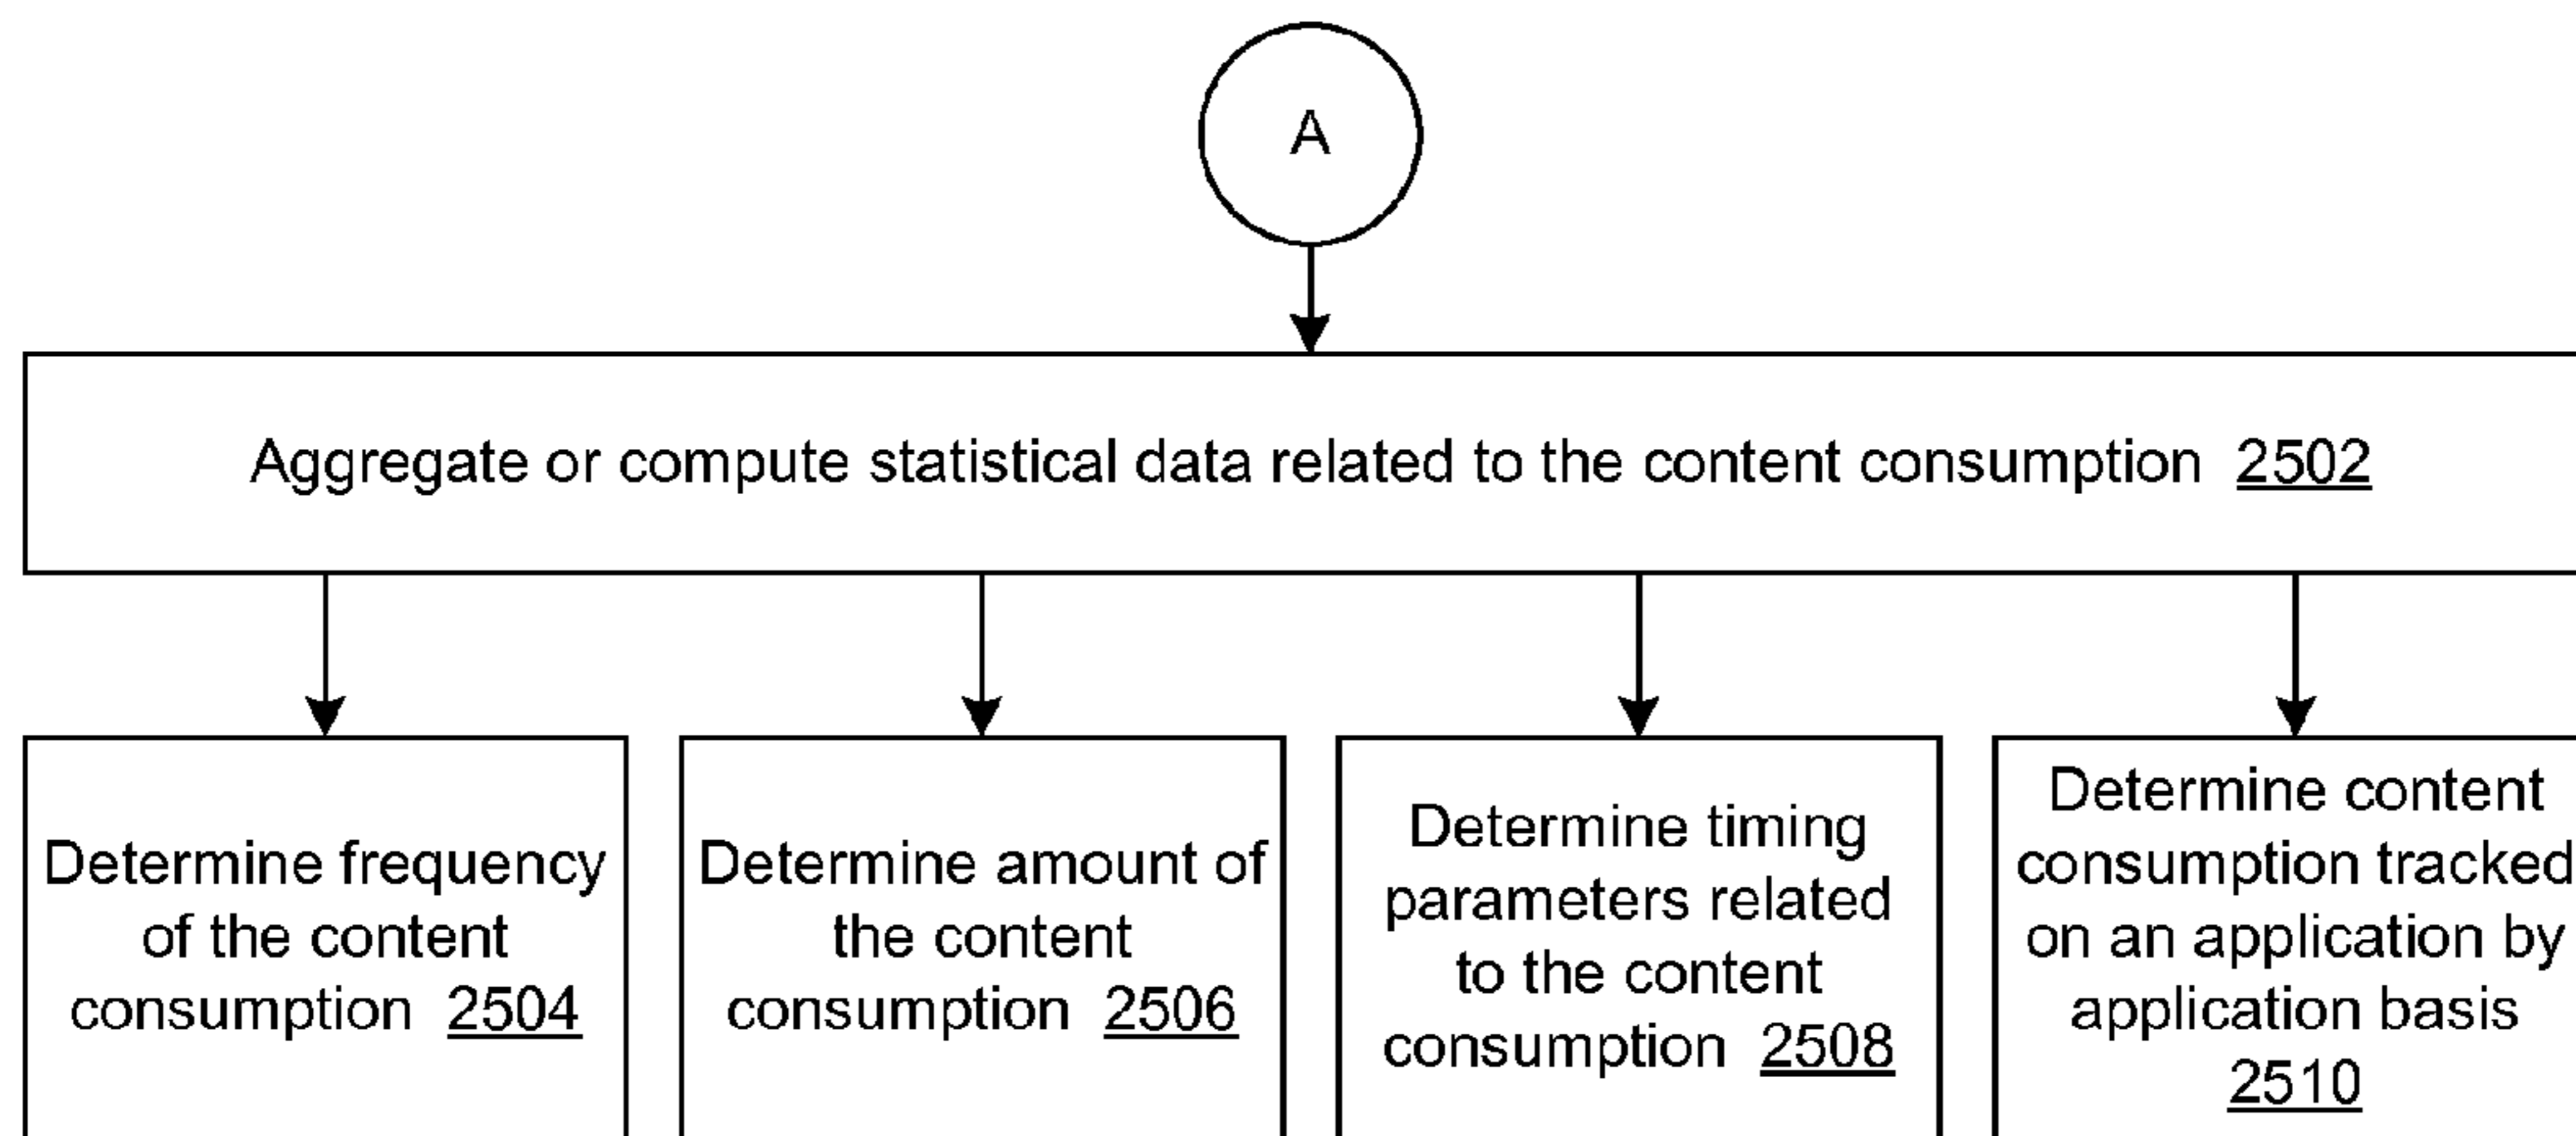 A
Aggregate or compute statistical data related to the content consumption 2502
Determine frequency
of the content
consumption 2504
Determine amount of
the content
consumption 2506
Determine timing
parameters related
to the content
consumption 2508
Determine content
consumption tracked
on an application by
application basis
2510